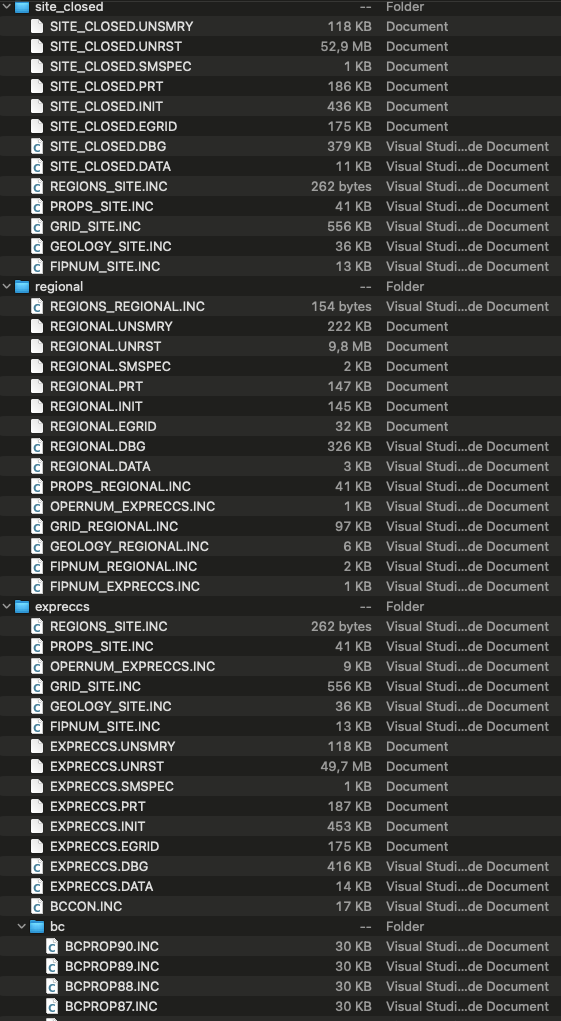 site_closed -- Folder
SITE_CLOSED.UNSMRY 118 KB Document
SITE_CLOSED.UNRST 52,9 MB Document
SITE_CLOSED.SMSPEC 1 KB Document
SITE_CLOSED.PRT 186 KB Document
SITE_CLOSED.INIT 436 KB Document
SITE_CLOSED.EGRID 175 KB Document
SITE_CLOSED.DBG 379 KB Visual Studi...de Document
SITE_CLOSED.DATA 11 KB Visual Studi...de Document
REGIONS_SITE.INC 262 bytes Visual Studi...de Document
PROPS_SITE.INC 41 KB Visual Studi...de Document
GRID_SITE.INC 556 KB Visual Studi...de Document
GEOLOGY_SITE.INC 36 KB Visual Studi...de Document
FIPNUM_SITE.INC 13 KB Visual Studi...de Document
regional -- Folder
REGIONS_REGIONAL.INC 154 bytes Visual Studi...de Document
REGIONAL.UNSMRY 222 KB Document
REGIONAL.UNRST 9,8 MB Document
REGIONAL.SMSPEC 2 KB Document
REGIONAL.PRT 147 KB Document
REGIONAL.INIT 145 KB Document
REGIONAL.EGRID 32 KB Document
REGIONAL.DBG 326 KB Visual Studi...de Document
REGIONAL.DATA 3 KB Visual Studi...de Document
PROPS_REGIONAL.INC 41 KB Visual Studi...de Document
OPERNUM_EXPRECCS.INC 1 KB Visual Studi...de Document
GRID_REGIONAL.INC 97 KB Visual Studi...de Document
GEOLOGY_REGIONAL.INC 6 KB Visual Studi...de Document
FIPNUM_REGIONAL.INC 2 KB Visual Studi...de Document
FIPNUM_EXPRECCS.INC 1 KB Visual Studi...de Document
expreccs -- Folder
REGIONS_SITE.INC 262 bytes Visual Studi...de Document
PROPS_SITE.INC 41 KB Visual Studi...de Document
OPERNUM_EXPRECCS.INC 9 KB Visual Studi...de Document
GRID_SITE.INC 556 KB Visual Studi...de Document
GEOLOGY_SITE.INC 36 KB Visual Studi...de Document
FIPNUM_SITE.INC 13 KB Visual Studi...de Document
EXPRECCS.UNSMRY 118 KB Document
EXPRECCS.UNRST 49,7 MB Document
EXPRECCS.SMSPEC 1 KB Document
EXPRECCS.PRT 187 KB Document
EXPRECCS.INIT 453 KB Document
EXPRECCS.EGRID 175 KB Document
EXPRECCS.DBG 416 KB Visual Studi...de Document
EXPRECCS.DATA 14 KB Visual Studi...de Document
BCCON.INC 17 KB Visual Studi...de Document
bc -- Folder
BCPROP90.INC 30 KB Visual Studi...de Document
BCPROP89.INC 30 KB Visual Studi...de Document
BCPROP88.INC 30 KB Visual Studi...de Document
BCPROP87.INC 30 KB Visual Studi...de Document